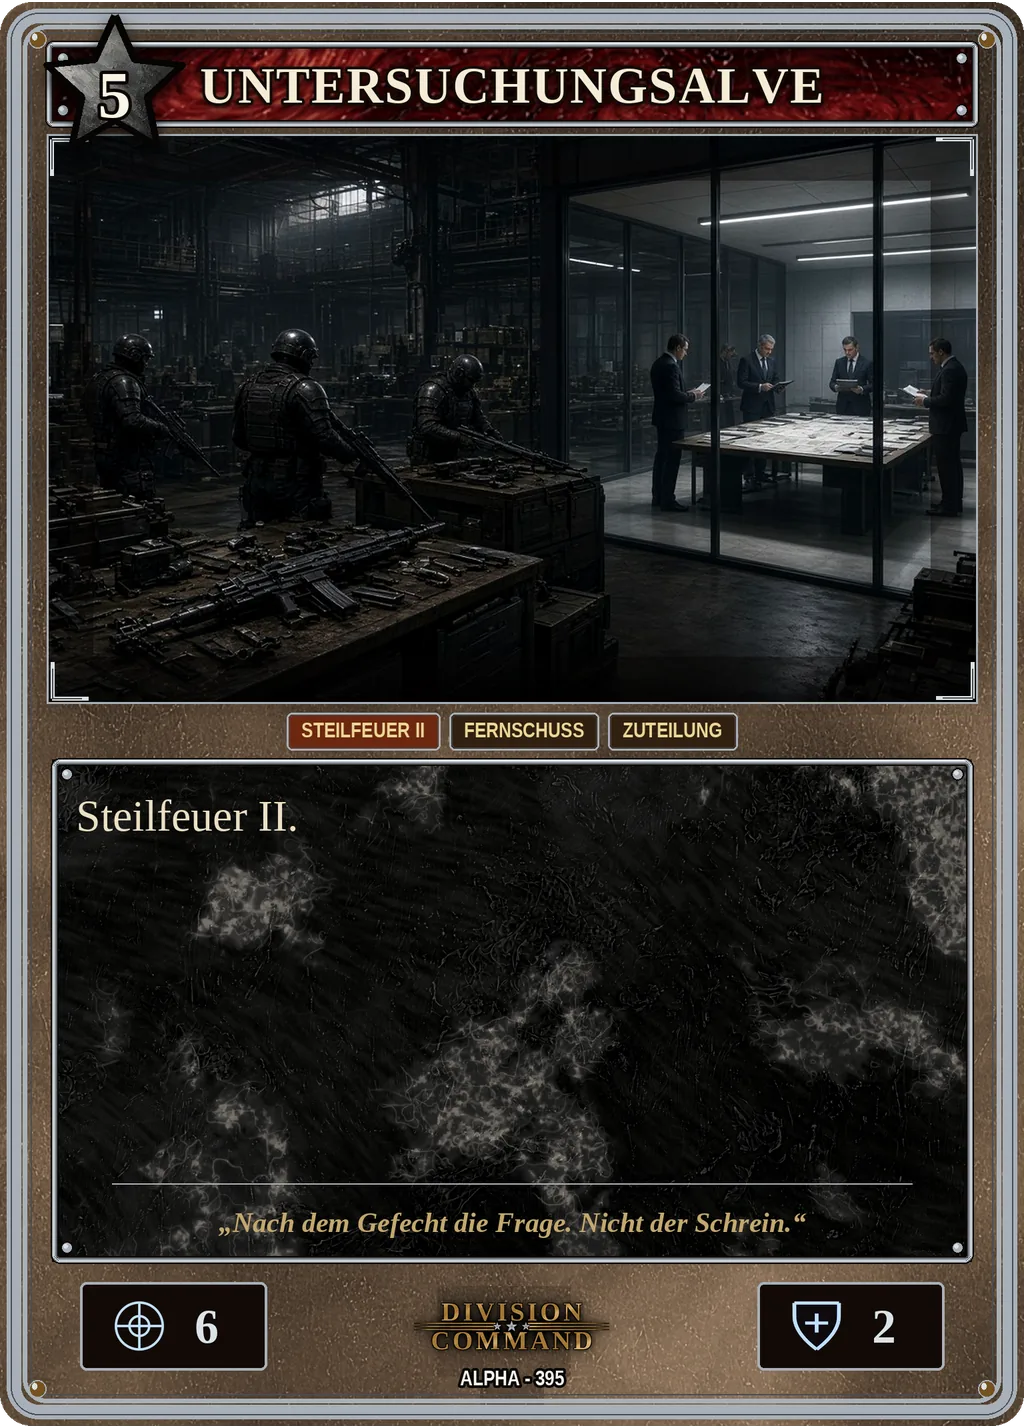 5
UNTERSUCHUNGSALVE
STEILFEUER II
FERNSCHUSS
ZUTEILUNG
Steilfeuer II.
„Nach dem Gefecht die Frage. Nicht der Schrein.“
6
DIVISION
COMMAND
2
ALPHA - 395